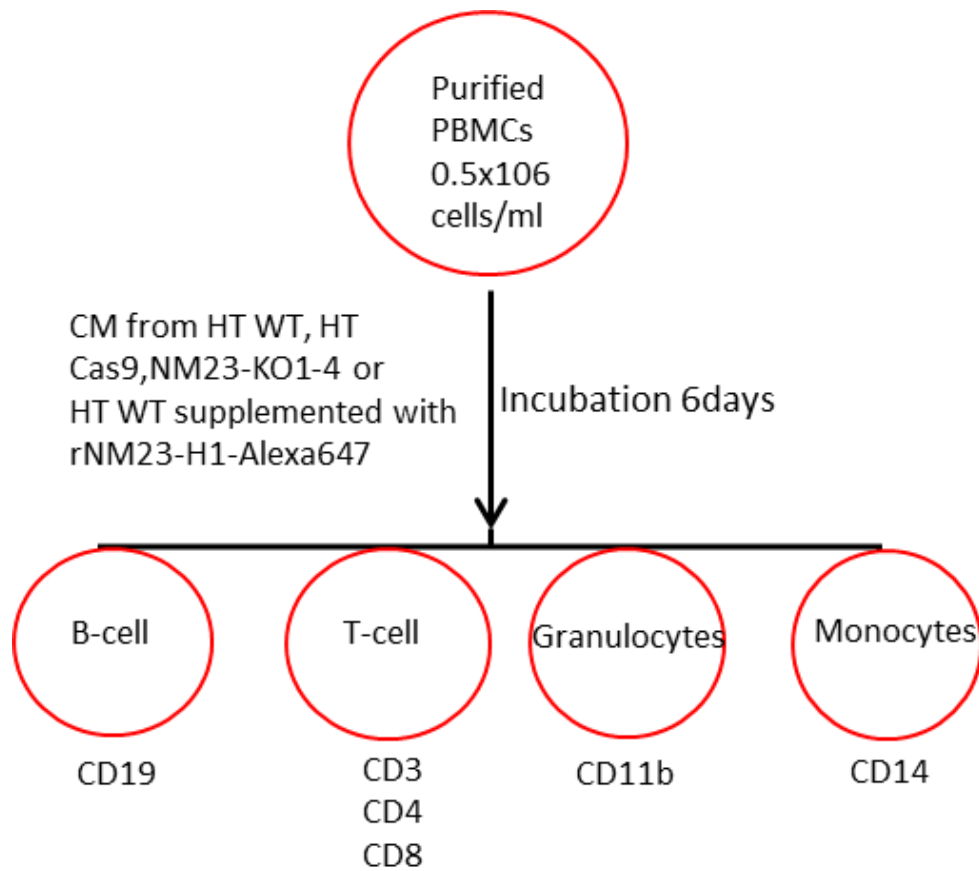 Purified
PBMCs
0.5x106
cells/ml
CM from HT WT, HT
Cas9,NM23-KO1-4 or
HT WT supplemented with
rNM23-H1-Alexa647
Incubation 6days
B-cell
T-cell
Granulocytes
Monocytes
CD19
CD3
CD4
CD8
CD11b
CD14